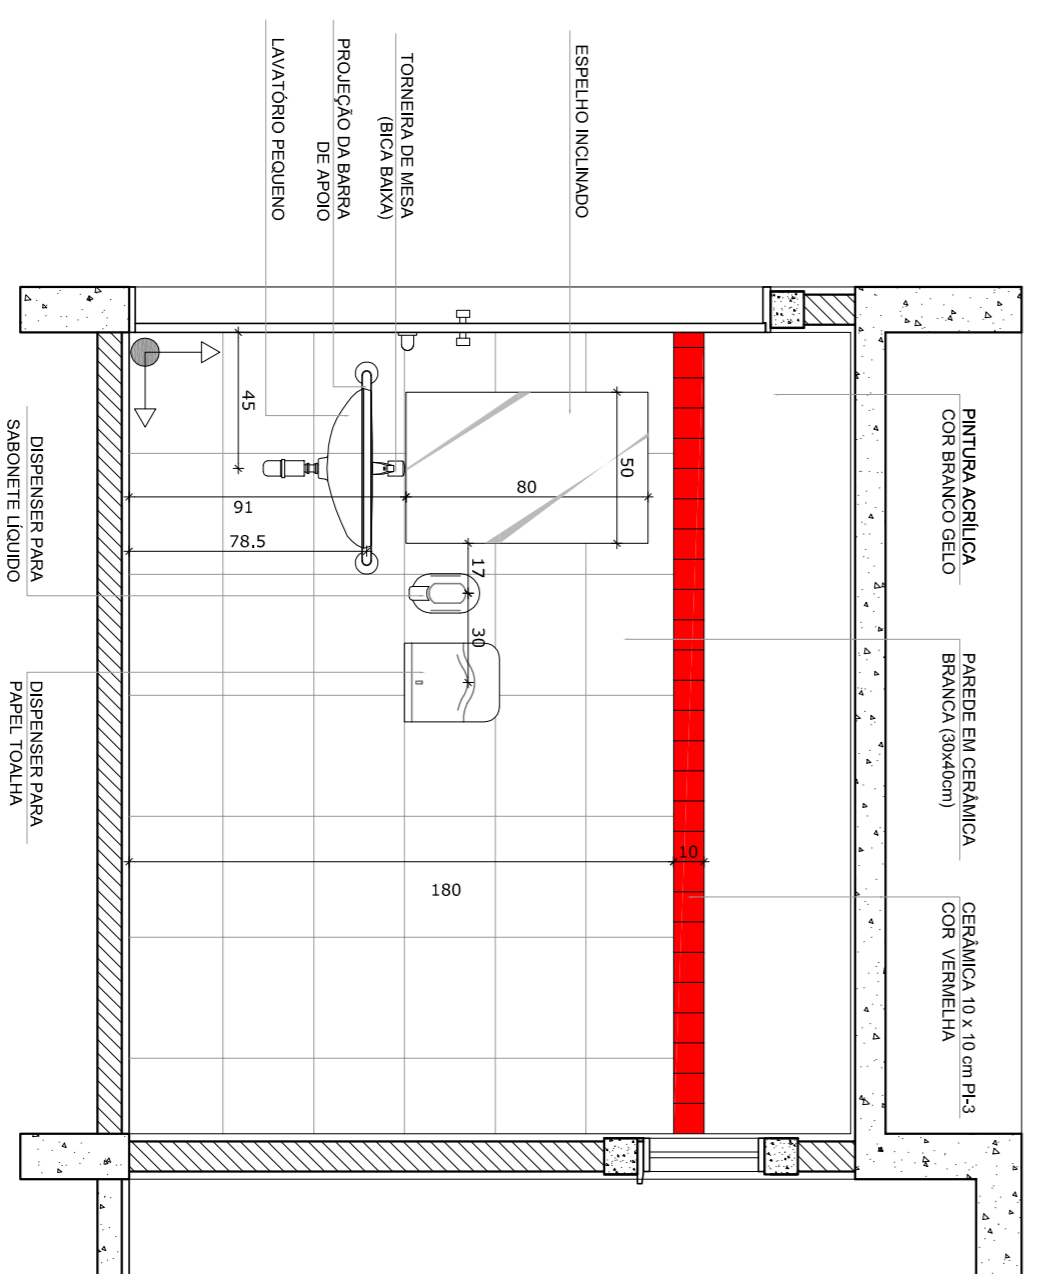 PINTURA ACRÍLICA
COR BRANCO GELO
PAREDE EM CERÂMICA
BRANCA (30x40cm)
CERÂMICA 10 x 10 cm PI-3
COR VERMELHA
ESPELHO INCLINADO
TORNEIRA DE MESA
(BICA BAIXA)
PROJEÇÃO DA BARRA
DE APOIO
LAVATÓRIO PEQUENO
DISPENSER PARA
SABONETE LÍQUIDO
DISPENSER PARA
PAPEL TOALHA
50
80
45
91
78.5
17
30
10
180